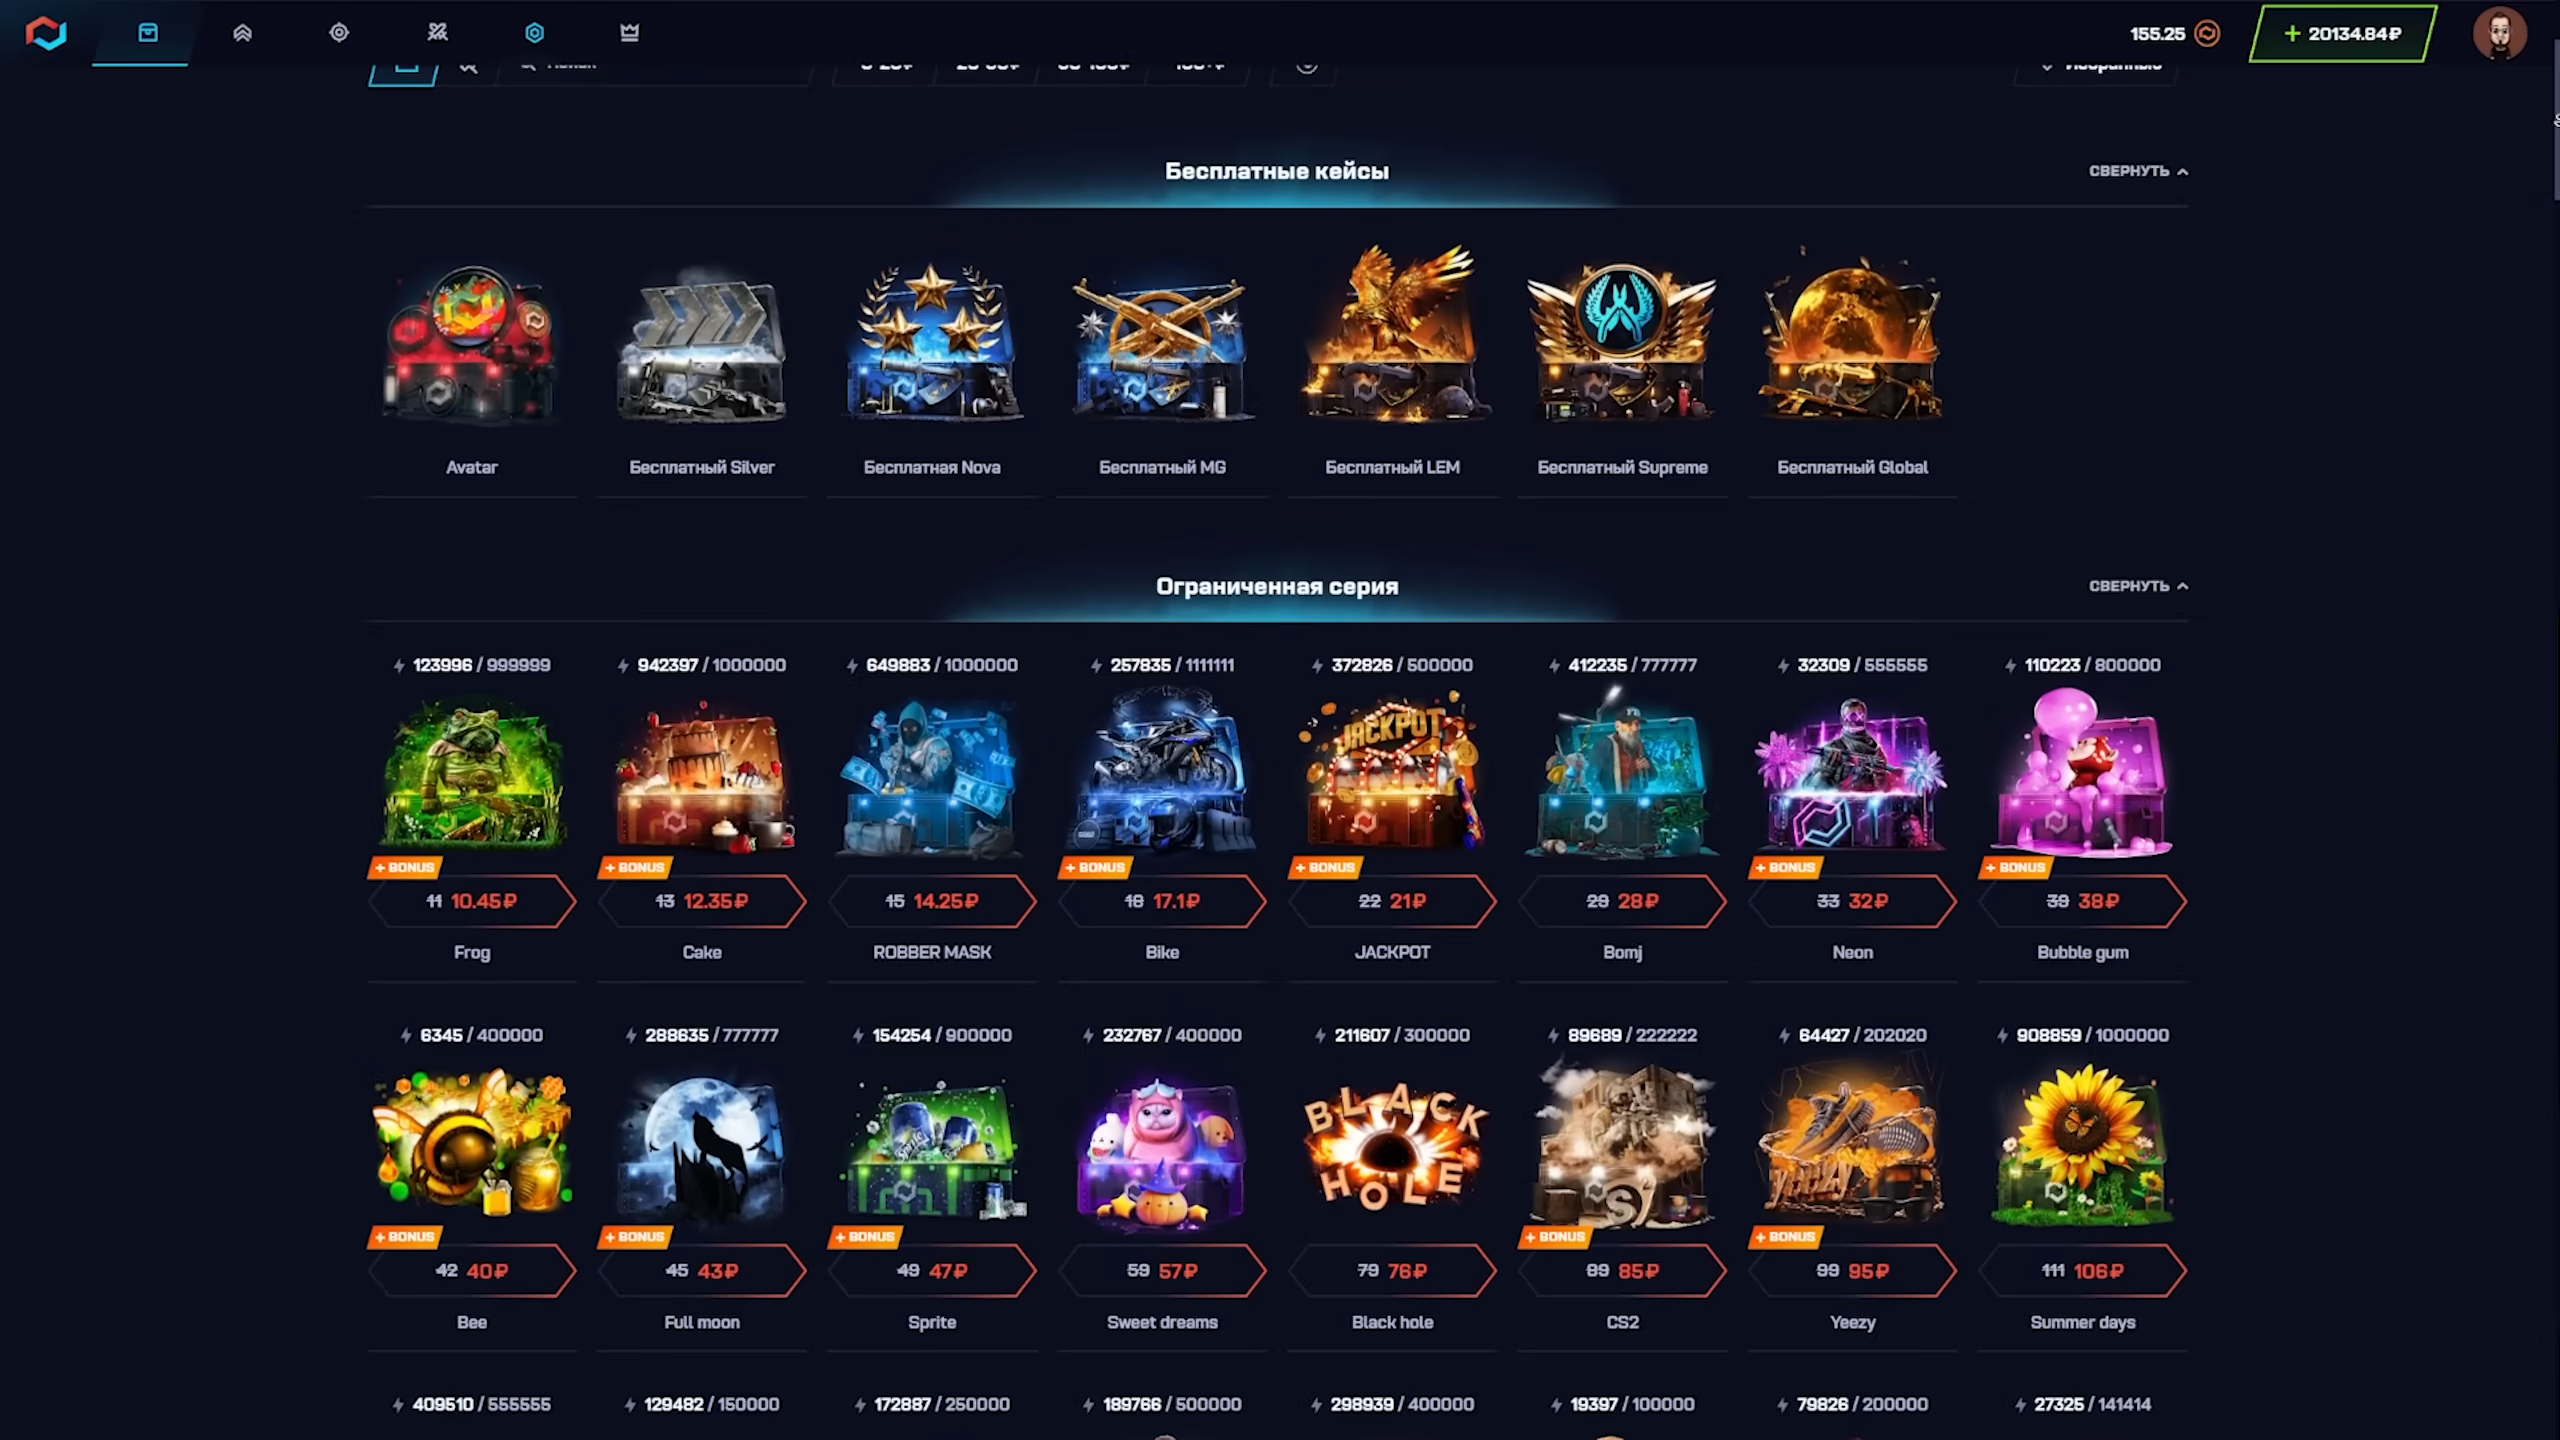 155.25
+ 20134.84₽
Бесплатные кейсы
СВЕРНУТЬ
Avatar
Бесплатный Silver
Бесплатная Nova
Бесплатный MG
Бесплатный LEM
Бесплатный Supreme
Бесплатный Global
Ограниченная серия
СВЕРНУТЬ
123996 / 999999
942397 / 1000000
649883 / 1000000
257835 / 1111111
372826 / 500000
412235 / 777777
32309 / 555555
110223 / 800000
JACKPOT
+ BONUS
+ BONUS
+ BONUS
+ BONUS
+ BONUS
+ BONUS
11 10.45₽
13 12.35₽
15 14.25₽
18 17.1₽
22 21₽
29 28₽
33 32₽
39 38₽
Frog
Cake
ROBBER MASK
Bike
JACKPOT
Bomj
Neon
Bubble gum
6345 / 400000
288635 / 777777
154254 / 900000
232767 / 400000
211607 / 300000
89689 / 222222
64427 / 202020
908859 / 1000000
BLACK
HOLE
+ BONUS
+ BONUS
+ BONUS
+ BONUS
+ BONUS
42 40₽
45 43₽
49 47₽
59 57₽
79 76₽
89 85₽
99 95₽
111 106₽
Bee
Full moon
Sprite
Sweet dreams
Black hole
CS2
Yeezy
Summer days
409510 / 555555
129482 / 150000
172887 / 250000
189766 / 500000
298939 / 400000
19397 / 100000
79826 / 200000
27325 / 141414